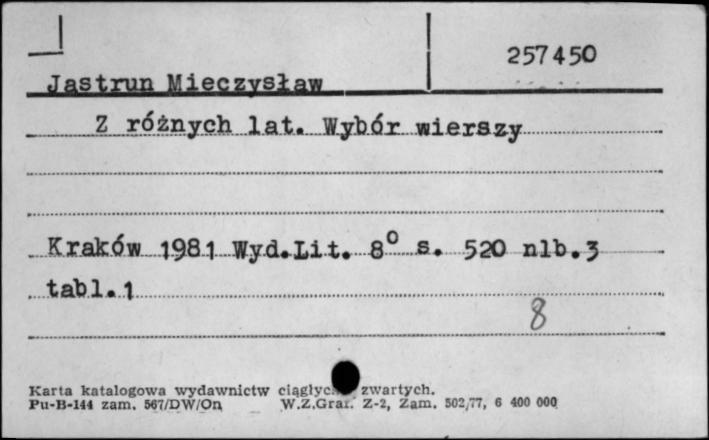 257450
Jastrun Mieczysław
Z różnych lat. Wybór wierszy
Kraków 1981 Wyd.Lit. 8° s. 520 nlb.3
tabl.1
8
Karta katalogowa wydawnictw zwartych.
Pu-B-144 zam. 567/DW/On W.Z.Graf. Z-2, Zam. 502/77, 6 400 000